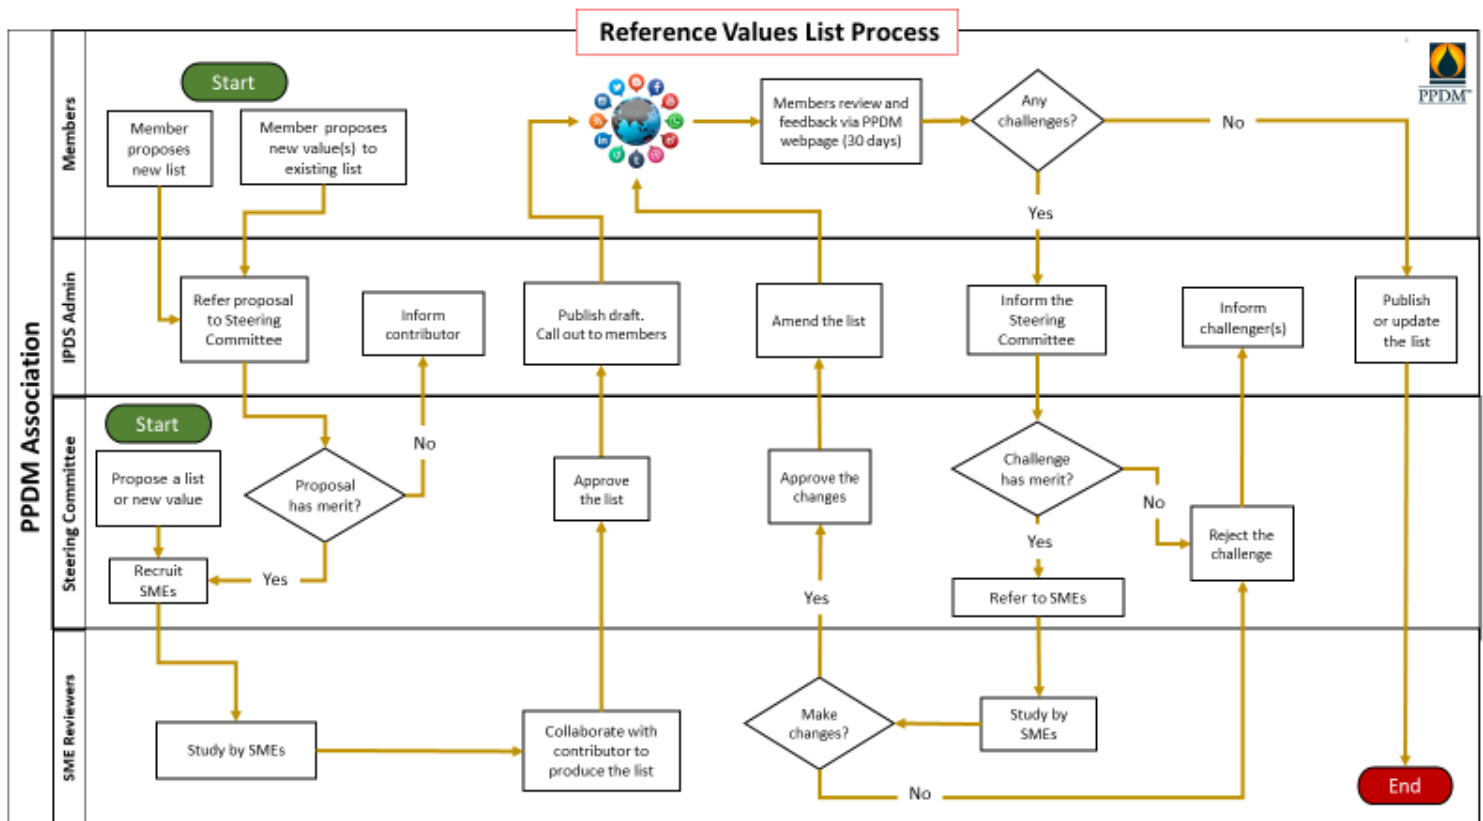 Reference Values List Process
PPDM™
PPDM Association
Members
Start
Member
proposes
new list
Member proposes
new value(s) to
existing list
Members review and
feedback via PPDM
webpage (30 days)
Any
challenges?
No
Yes
IPDS Admin
Refer proposal
to Steering
Committee
Inform
contributor
Publish draft.
Call out to members
Amend the list
Inform the
Steering
Committee
Inform
challenger(s)
Publish
or update
the list
Steering Committee
Start
Propose a list
or new value
Proposal
has merit?
No
Yes
Recruit
SMEs
Approve
the list
Approve the
changes
Yes
Challenge
has merit?
No
Yes
Reject the
challenge
Refer to SMEs
SME Reviewers
Study by SMEs
Collaborate with
contributor to
produce the list
Make
changes?
Study by
SMEs
No
End